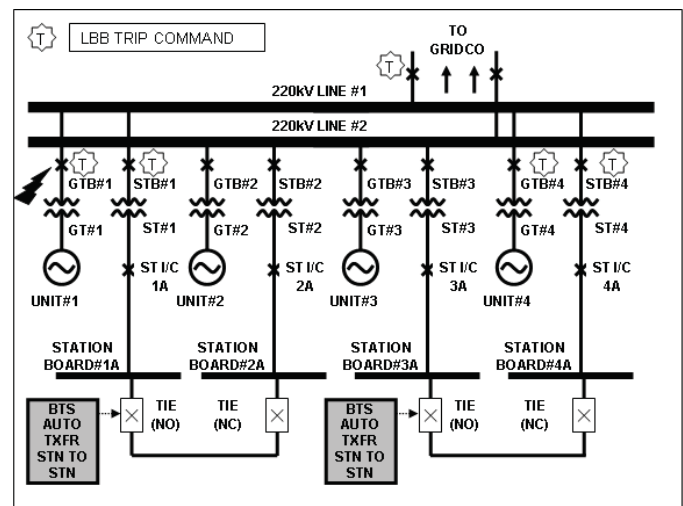 T LBB TRIP COMMAND
TO
GRIDCO
T
220kV LINE #1
220kV LINE #2
T T T T
GTB#1 STB#1 GTB#2 STB#2 GTB#3 STB#3 GTB#4 STB#4
GT#1 ST#1 GT#2 ST#2 GT#3 ST#3 GT#4 ST#4
UNIT#1 ST I/C
1A
UNIT#2 ST I/C
2A
UNIT#3 ST I/C
3A
UNIT#4 ST I/C
4A
STATION
BOARD#1A
STATION
BOARD#2A
STATION
BOARD#3A
STATION
BOARD#4A
BTS
AUTO
TXFR
STN TO
STN
TIE
(NO)
TIE
(NC)
BTS
AUTO
TXFR
STN TO
STN
TIE
(NO)
TIE
(NC)